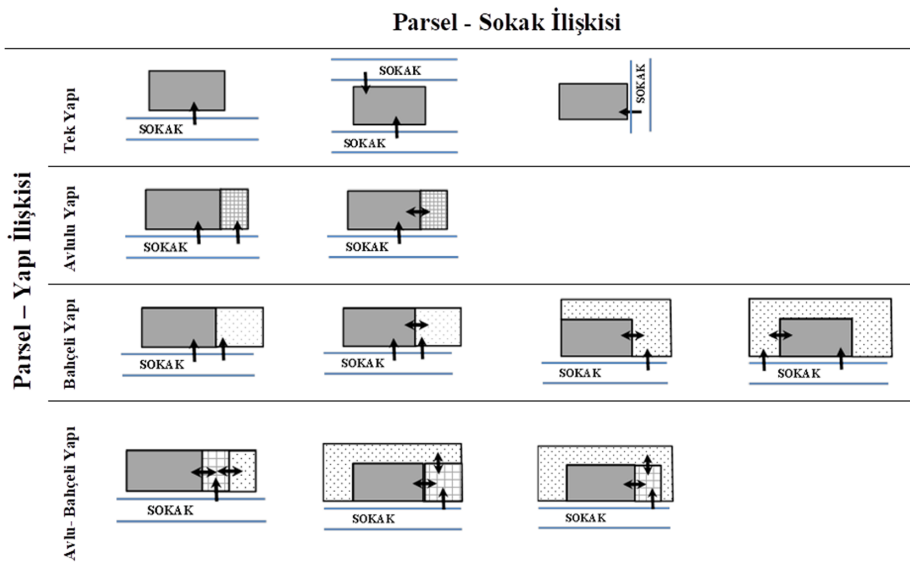 Parsel - Sokak İlişkisi
Parsel – Yapı İlişkisi
Tek Yapı
SOKAK
SOKAK
SOKAK
SOKAK
Avlulu Yapı
SOKAK
SOKAK
Bahçeli Yapı
SOKAK
SOKAK
SOKAK
SOKAK
Avlu- Bahçeli Yapı
SOKAK
SOKAK
SOKAK